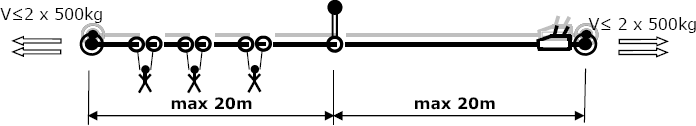 V≤2 x 500kg
V≤ 2 x 500kg
max 20m
max 20m